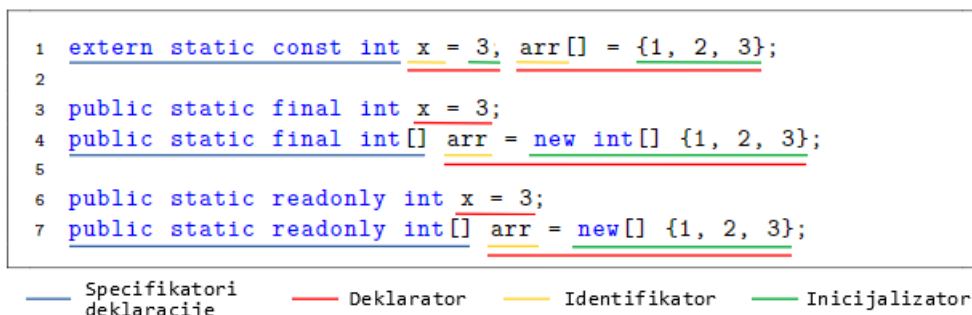 1 extern static const int x = 3, arr[] = {1, 2, 3};
2
3 public static final int x = 3;
4 public static final int[] arr = new int[] {1, 2, 3};
5
6 public static readonly int x = 3;
7 public static readonly int[] arr = new[] {1, 2, 3};
Specifikatori deklaracije
Deklarator
Identifikator
Inicijalizator